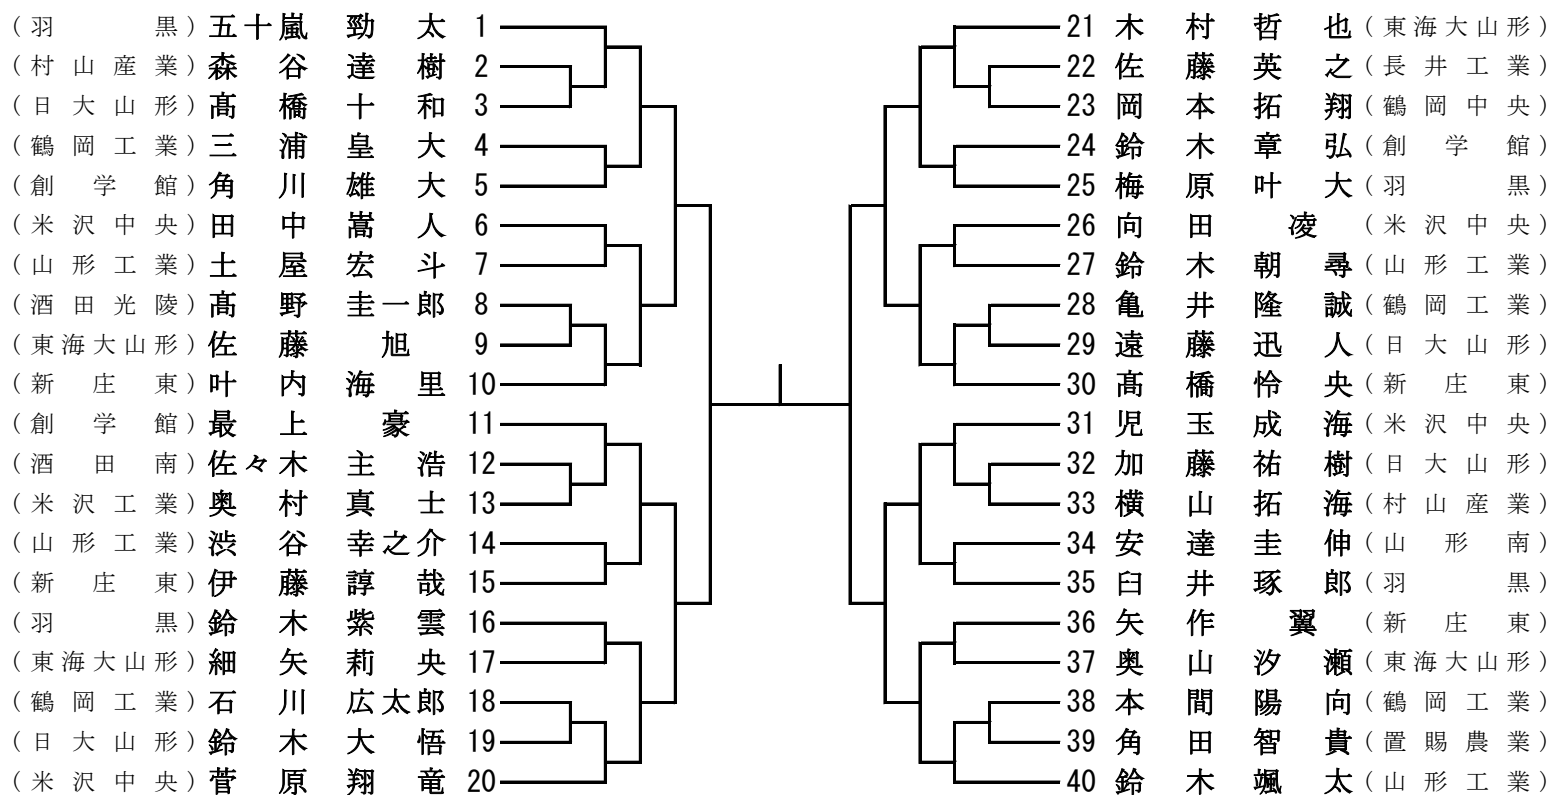 (羽黒) 五十嵐勁太 1
(村山産業) 森谷達樹 2
(日大山形) 髙橋十和 3
(鶴岡工業) 三浦皇大 4
(創学館) 角川雄大 5
(米沢中央) 田中嵩人 6
(山形工業) 土屋宏斗 7
(酒田光陵) 髙野圭一郎 8
(東海大山形) 佐藤旭 9
(新庄東) 叶内海里 10
(創学館) 最上豪 11
(酒田南) 佐々木主浩 12
(米沢工業) 奥村真士 13
(山形工業) 渋谷幸之介 14
(新庄東) 伊藤諄哉 15
(羽黒) 鈴木紫雲 16
(東海大山形) 細矢莉央 17
(鶴岡工業) 石川広太郎 18
(日大山形) 鈴木大悟 19
(米沢中央) 菅原翔竜 20
21 木村哲也 (東海大山形)
22 佐藤英之 (長井工業)
23 岡本拓翔 (鶴岡中央)
24 鈴木章弘 (創学館)
25 梅原叶大 (羽黒)
26 向田凌 (米沢中央)
27 鈴木朝尋 (山形工業)
28 亀井隆誠 (鶴岡工業)
29 遠藤迅人 (日大山形)
30 髙橋怜央 (新庄東)
31 児玉成海 (米沢中央)
32 加藤祐樹 (日大山形)
33 横山拓海 (村山産業)
34 安達圭伸 (山形南)
35 臼井琢郎 (羽黒)
36 矢作翼 (新庄東)
37 奥山汐瀬 (東海大山形)
38 本間陽向 (鶴岡工業)
39 角田智貴 (置賜農業)
40 鈴木颯太 (山形工業)